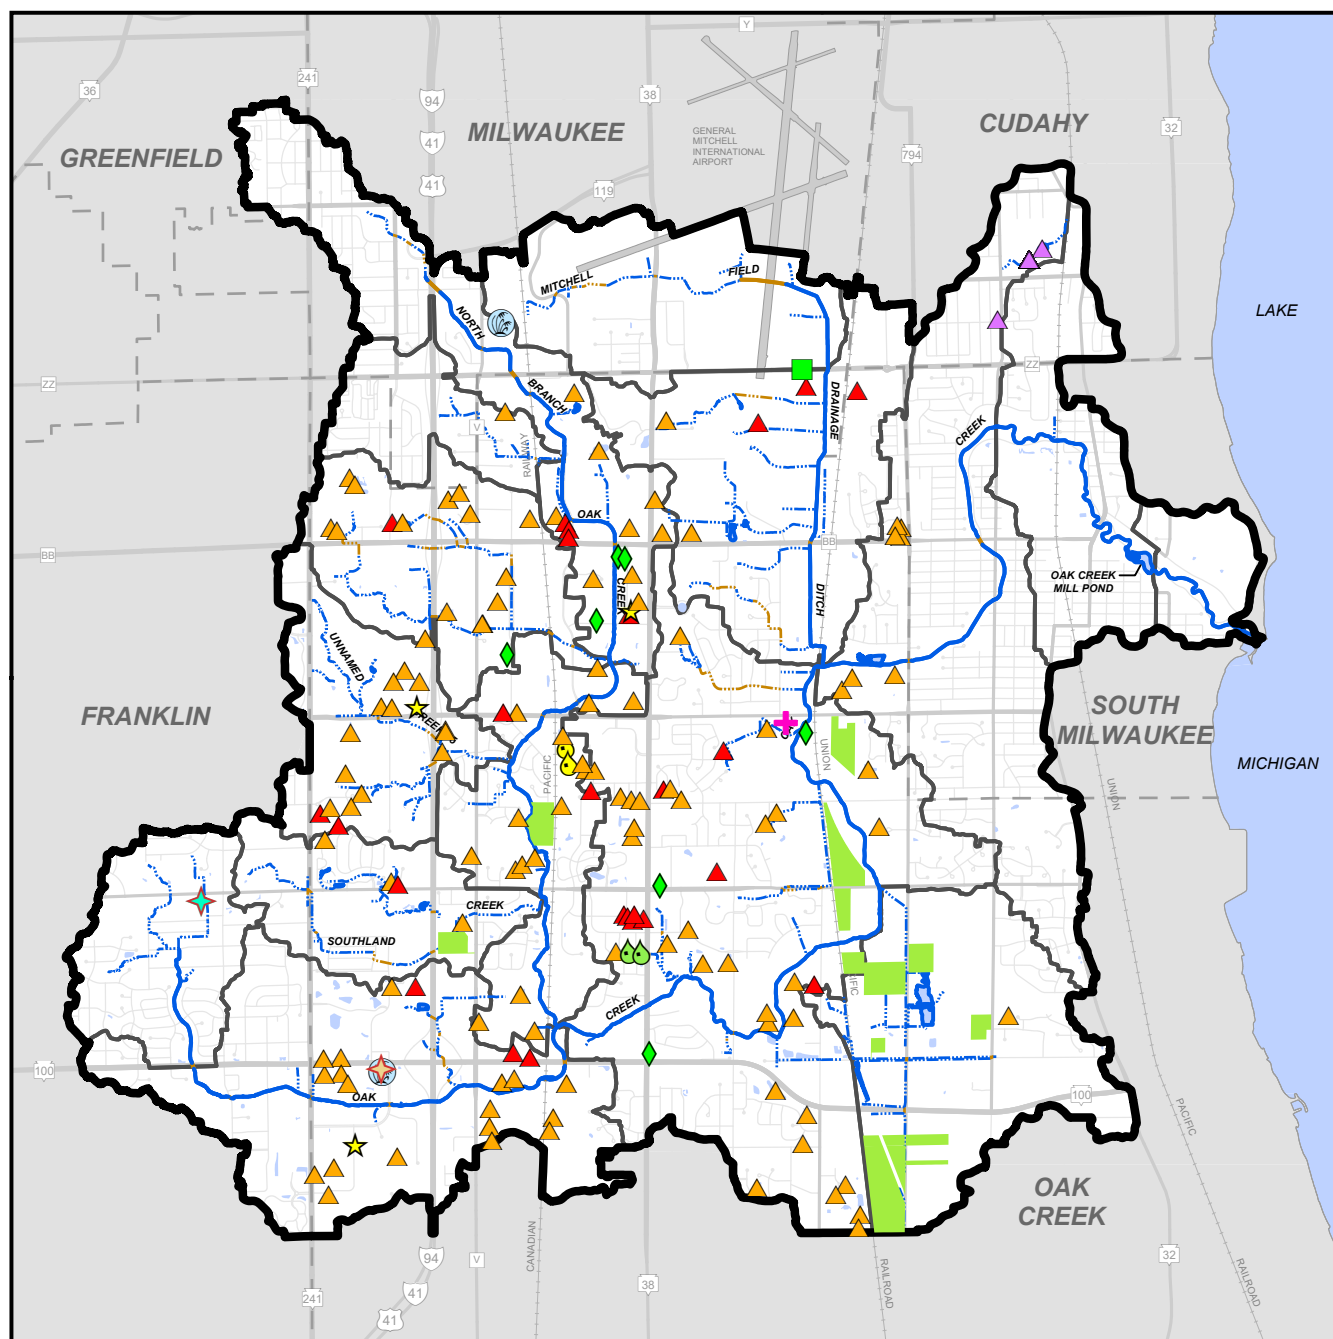 Y
36
241
94
38
MILWAUKEE
CUDAHY
GENERAL
MITCHELL
INTERNATIONAL
AIRPORT
41
32
GREENFIELD
794
41
119
MITCHELL
FIELD
NORTH
LAKE
ZZ
ZZ
BRANCH
DRAINAGE
V
RAILWAY
CREEK
OAK
BB
BB
OAK CREEK
MILL POND
CREEK
DITCH
UNNAMED
FRANKLIN
SOUTH
MILWAUKEE
CREEK
UNION
PACIFIC
MICHIGAN
UNION
CREEK
SOUTHLAND
CREEK
100
OAK
100
PACIFIC
OAK
CREEK
94
V
CANADIAN
32
RAILROAD
RAILROAD
38
241
41
41